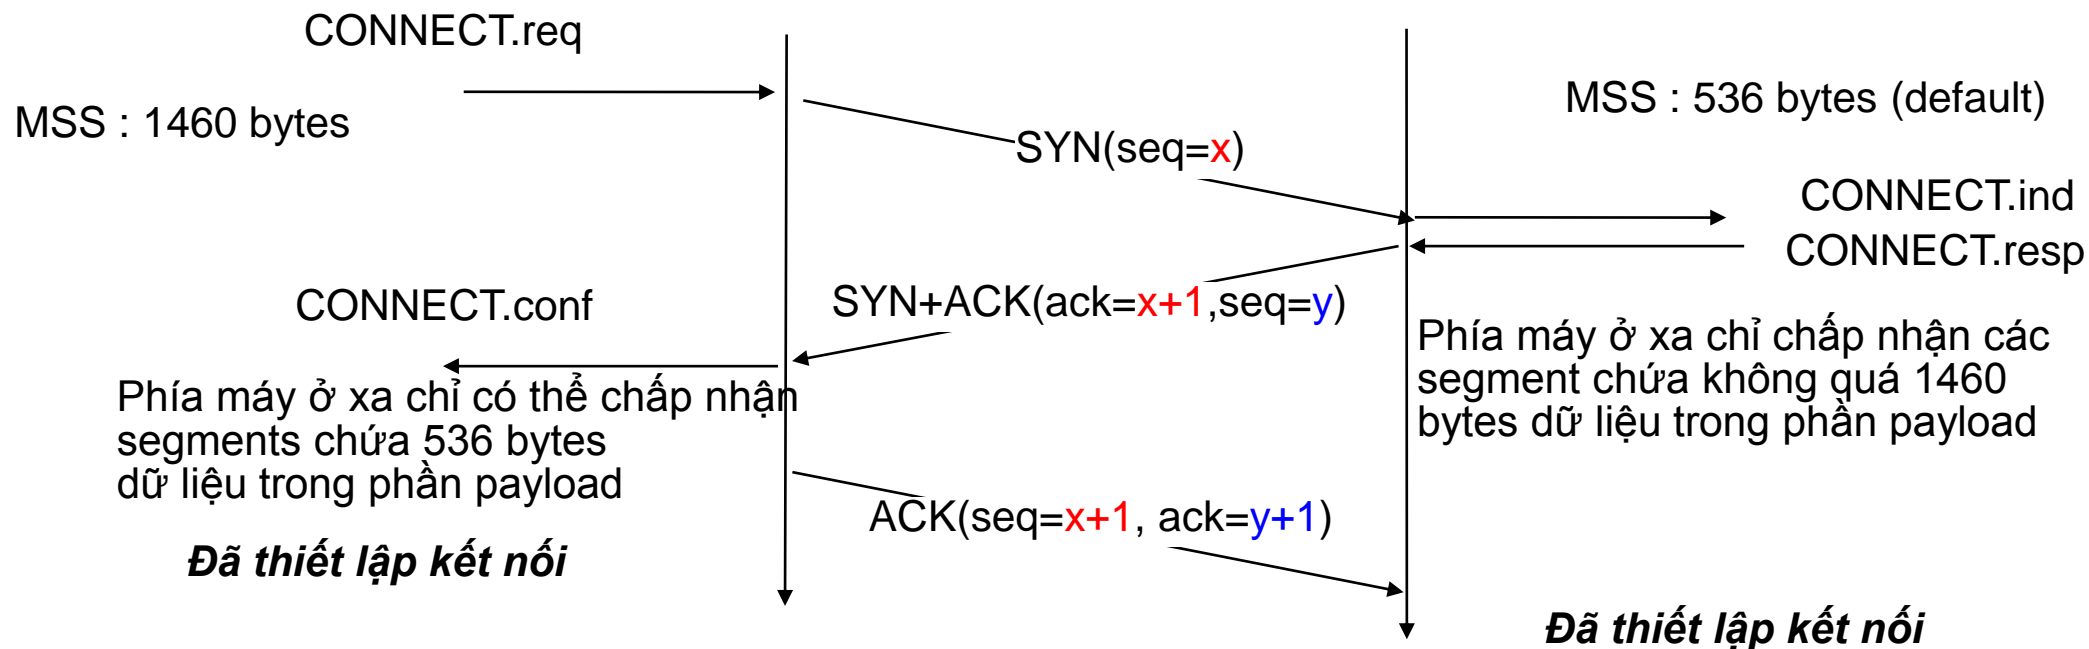 CONNECT.req
MSS : 1460 bytes
MSS : 536 bytes (default)
SYN(seq=x)
CONNECT.ind
CONNECT.resp
CONNECT.conf
SYN+ACK(ack=x+1,seq=y)
Phía máy ở xa chỉ chấp nhận các
segment chứa không quá 1460
bytes dữ liệu trong phần payload
Phía máy ở xa chỉ có thể chấp nhận
segments chứa 536 bytes
dữ liệu trong phần payload
ACK(seq=x+1, ack=y+1)
Đã thiết lập kết nối
Đã thiết lập kết nối